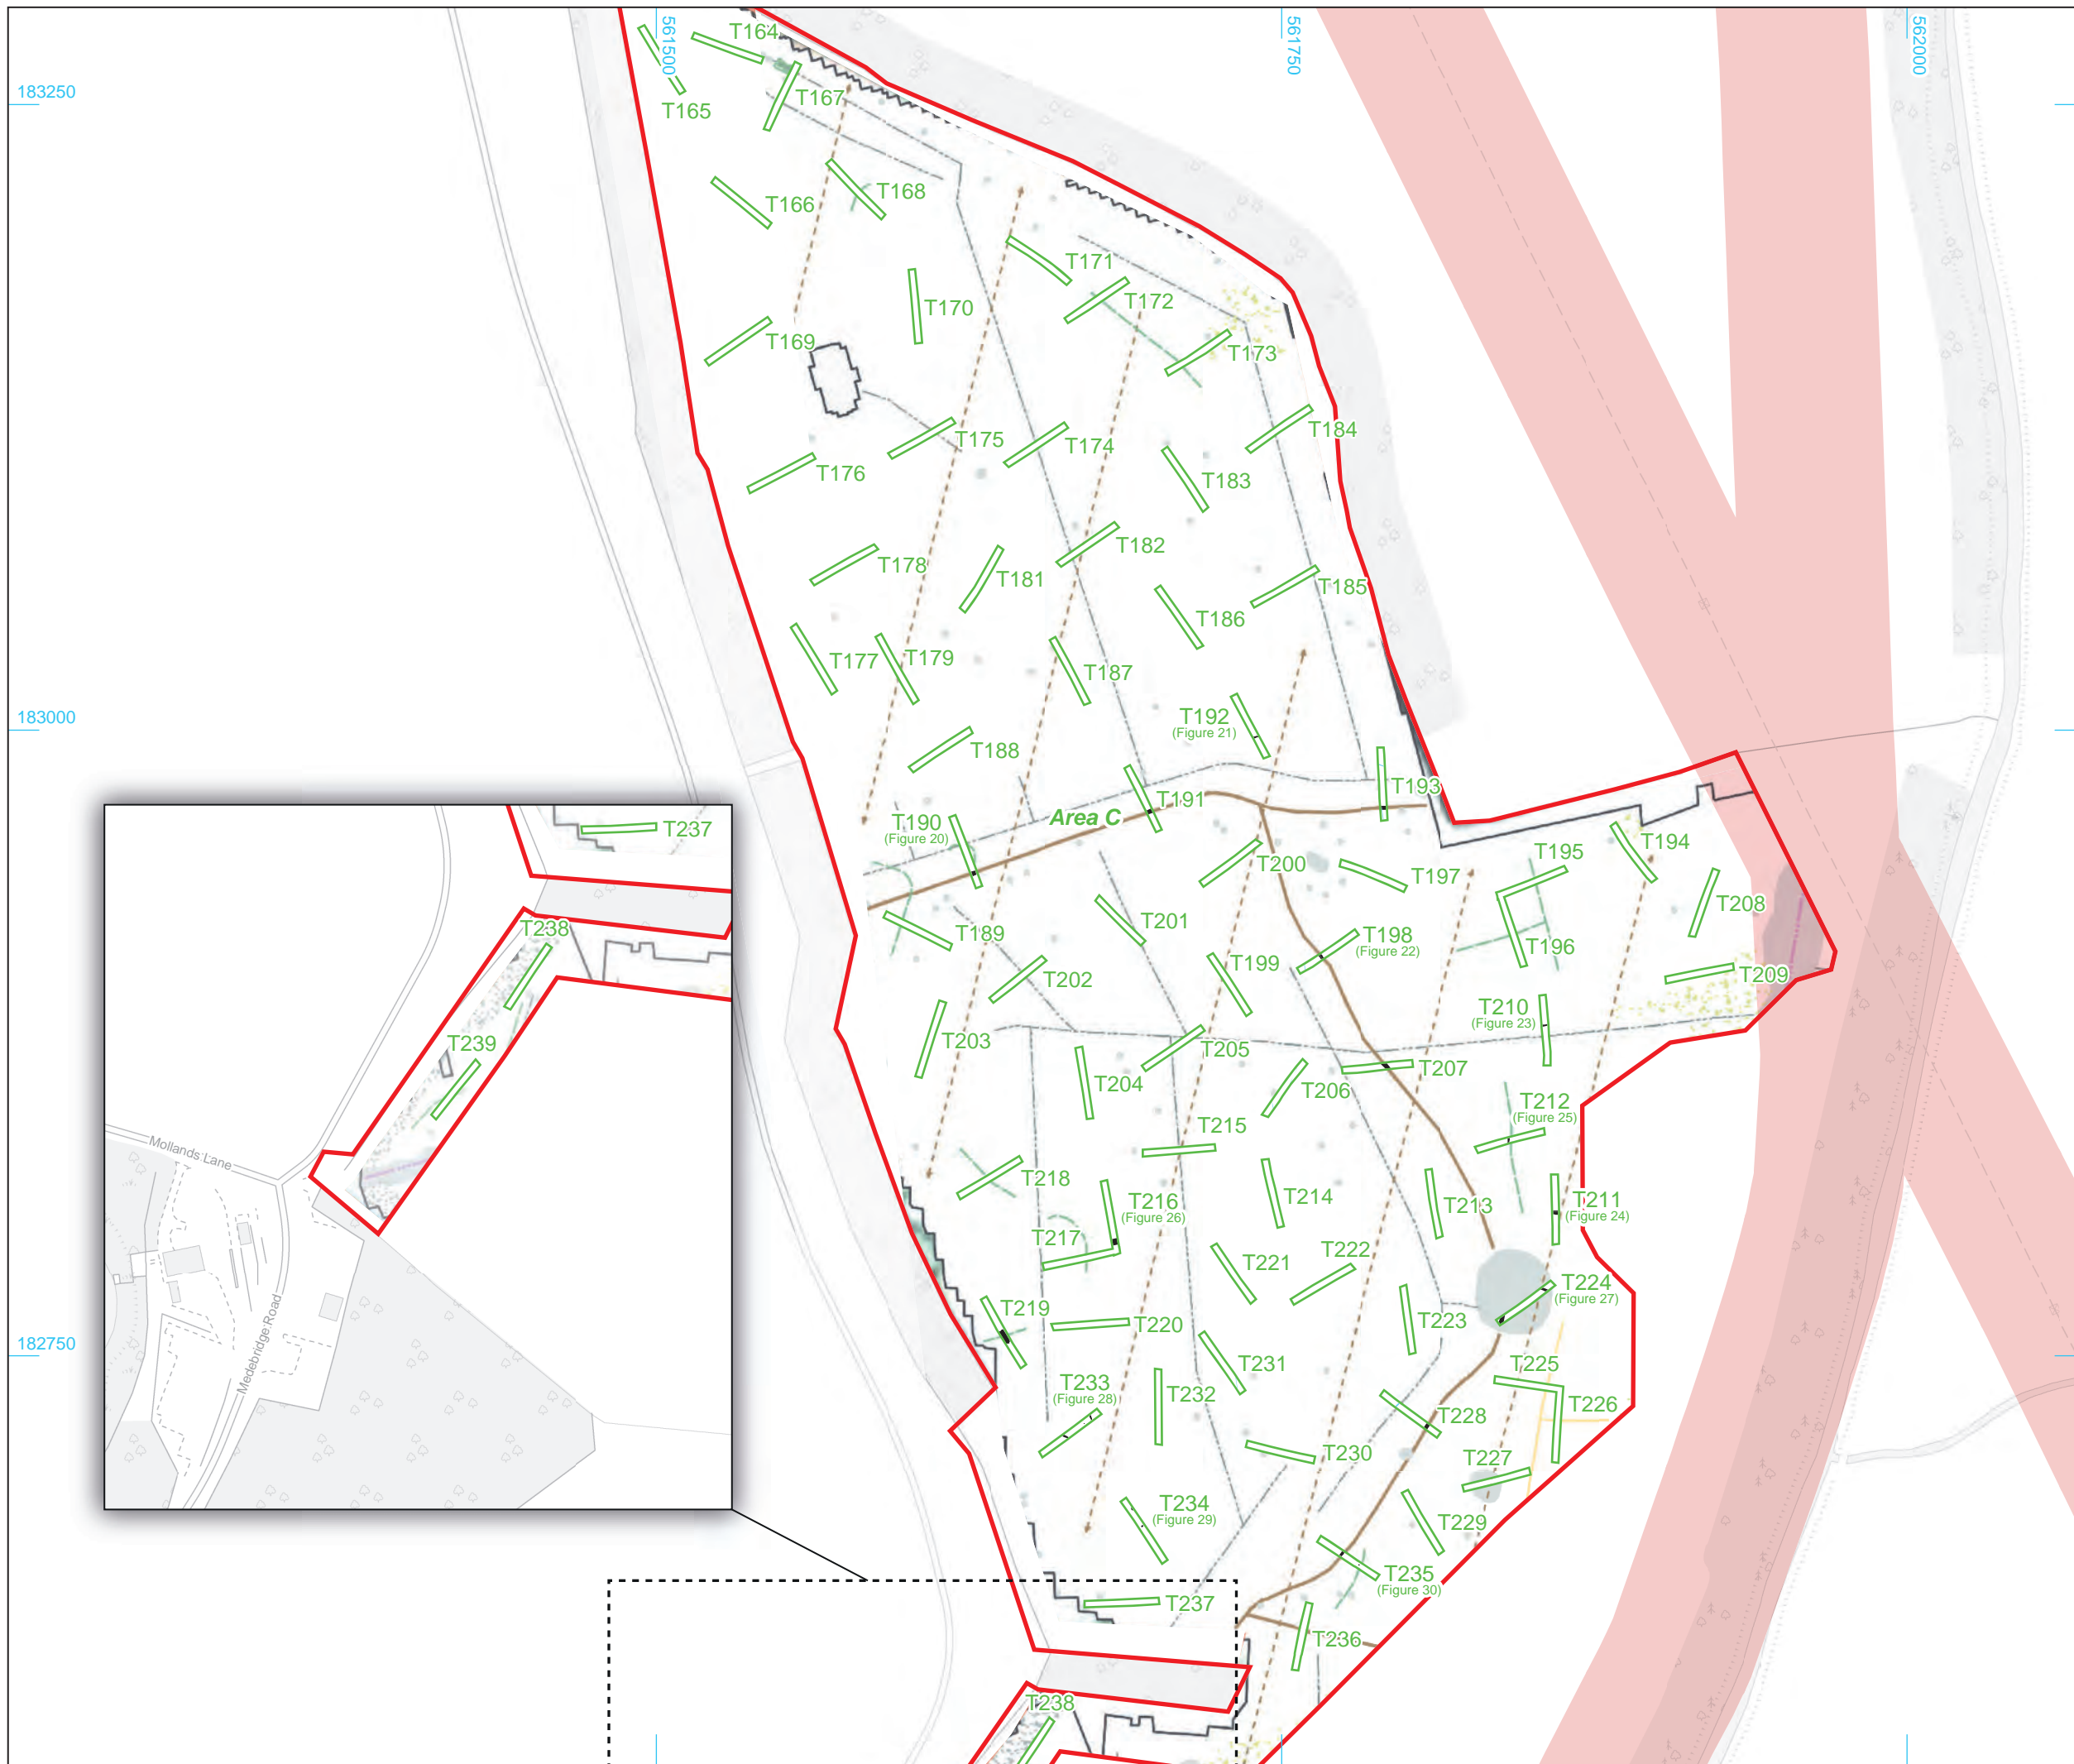 561500
561750
562000
183250
T164
T165
T167
T166
T168
T171
T170
T172
T169
T173
T175
T174
T184
T176
T183
T182
T178
T181
T185
T186
T177
T179
T187
183000
T192
(Figure 21)
T188
T193
T191
Area C
T190
(Figure 20)
T194
T195
T200
T197
T208
T201
T189
T198
(Figure 22)
T196
T199
T209
T202
T210
(Figure 23)
T203
T205
T207
T204
T206
T212
(Figure 25)
T215
T218
T216
(Figure 26)
T214
T213
T211
(Figure 24)
T217
T222
T221
T224
(Figure 27)
T219
T220
T223
182750
T231
T225
T233
(Figure 28)
T232
T226
T228
T230
T227
T234
(Figure 29)
T229
T235
(Figure 30)
T237
T236
T238
T237
T238
T239
Mollands Lane
Medebridge Road